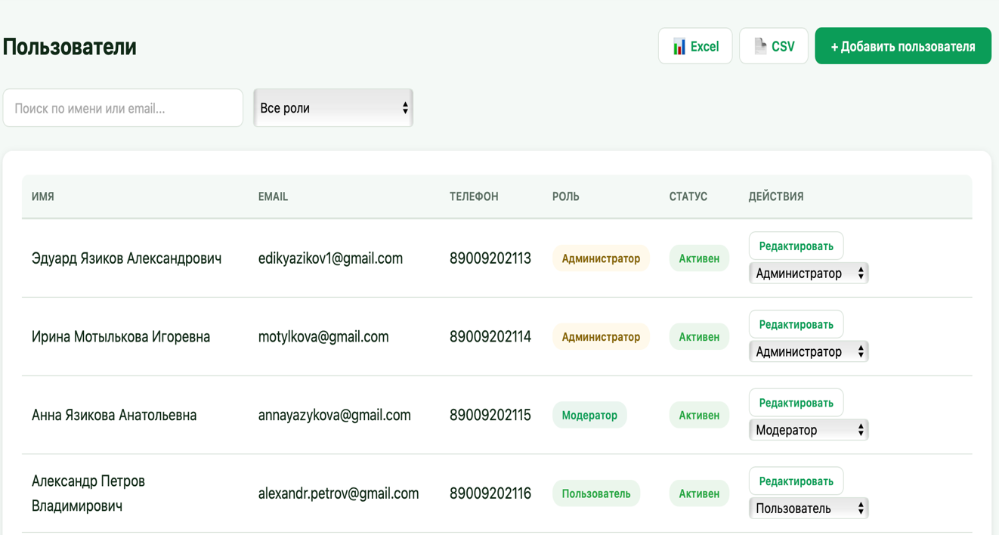 Пользователи
Excel
CSV
+ Добавить пользователя
Поиск по имени или email...
Все роли
ИМЯ EMAIL ТЕЛЕФОН РОЛЬ СТАТУС ДЕЙСТВИЯ
Эдуард Язиков Александрович edikyazikov1@gmail.com 89009202113 Администратор Активен Редактировать
Администратор
Ирина Мотылькова Игоревна motylkova@gmail.com 89009202114 Администратор Активен Редактировать
Администратор
Анна Язикова Анатольевна annayazykova@gmail.com 89009202115 Модератор Активен Редактировать
Модератор
Александр Петров
Владимирович alexandr.petrov@gmail.com 89009202116 Пользователь Активен Редактировать
Пользователь